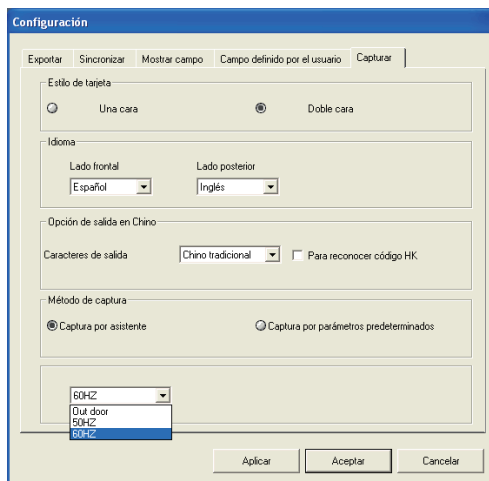 Configuración
Exportar Sincronizar Mostrar campo Campo definido por el usuario Capturar
Estilo de tarjeta
Una cara Doble cara
Idioma
Lado frontal Lado posterior
Español Inglés
Opción de salida en Chino
Caracteres de salida Chino tradicional Para reconocer código HK
Método de captura
Captura por asistente Captura por parámetros predeterminados
60HZ
Out door
50HZ
60HZ
Aplicar Aceptar Cancelar